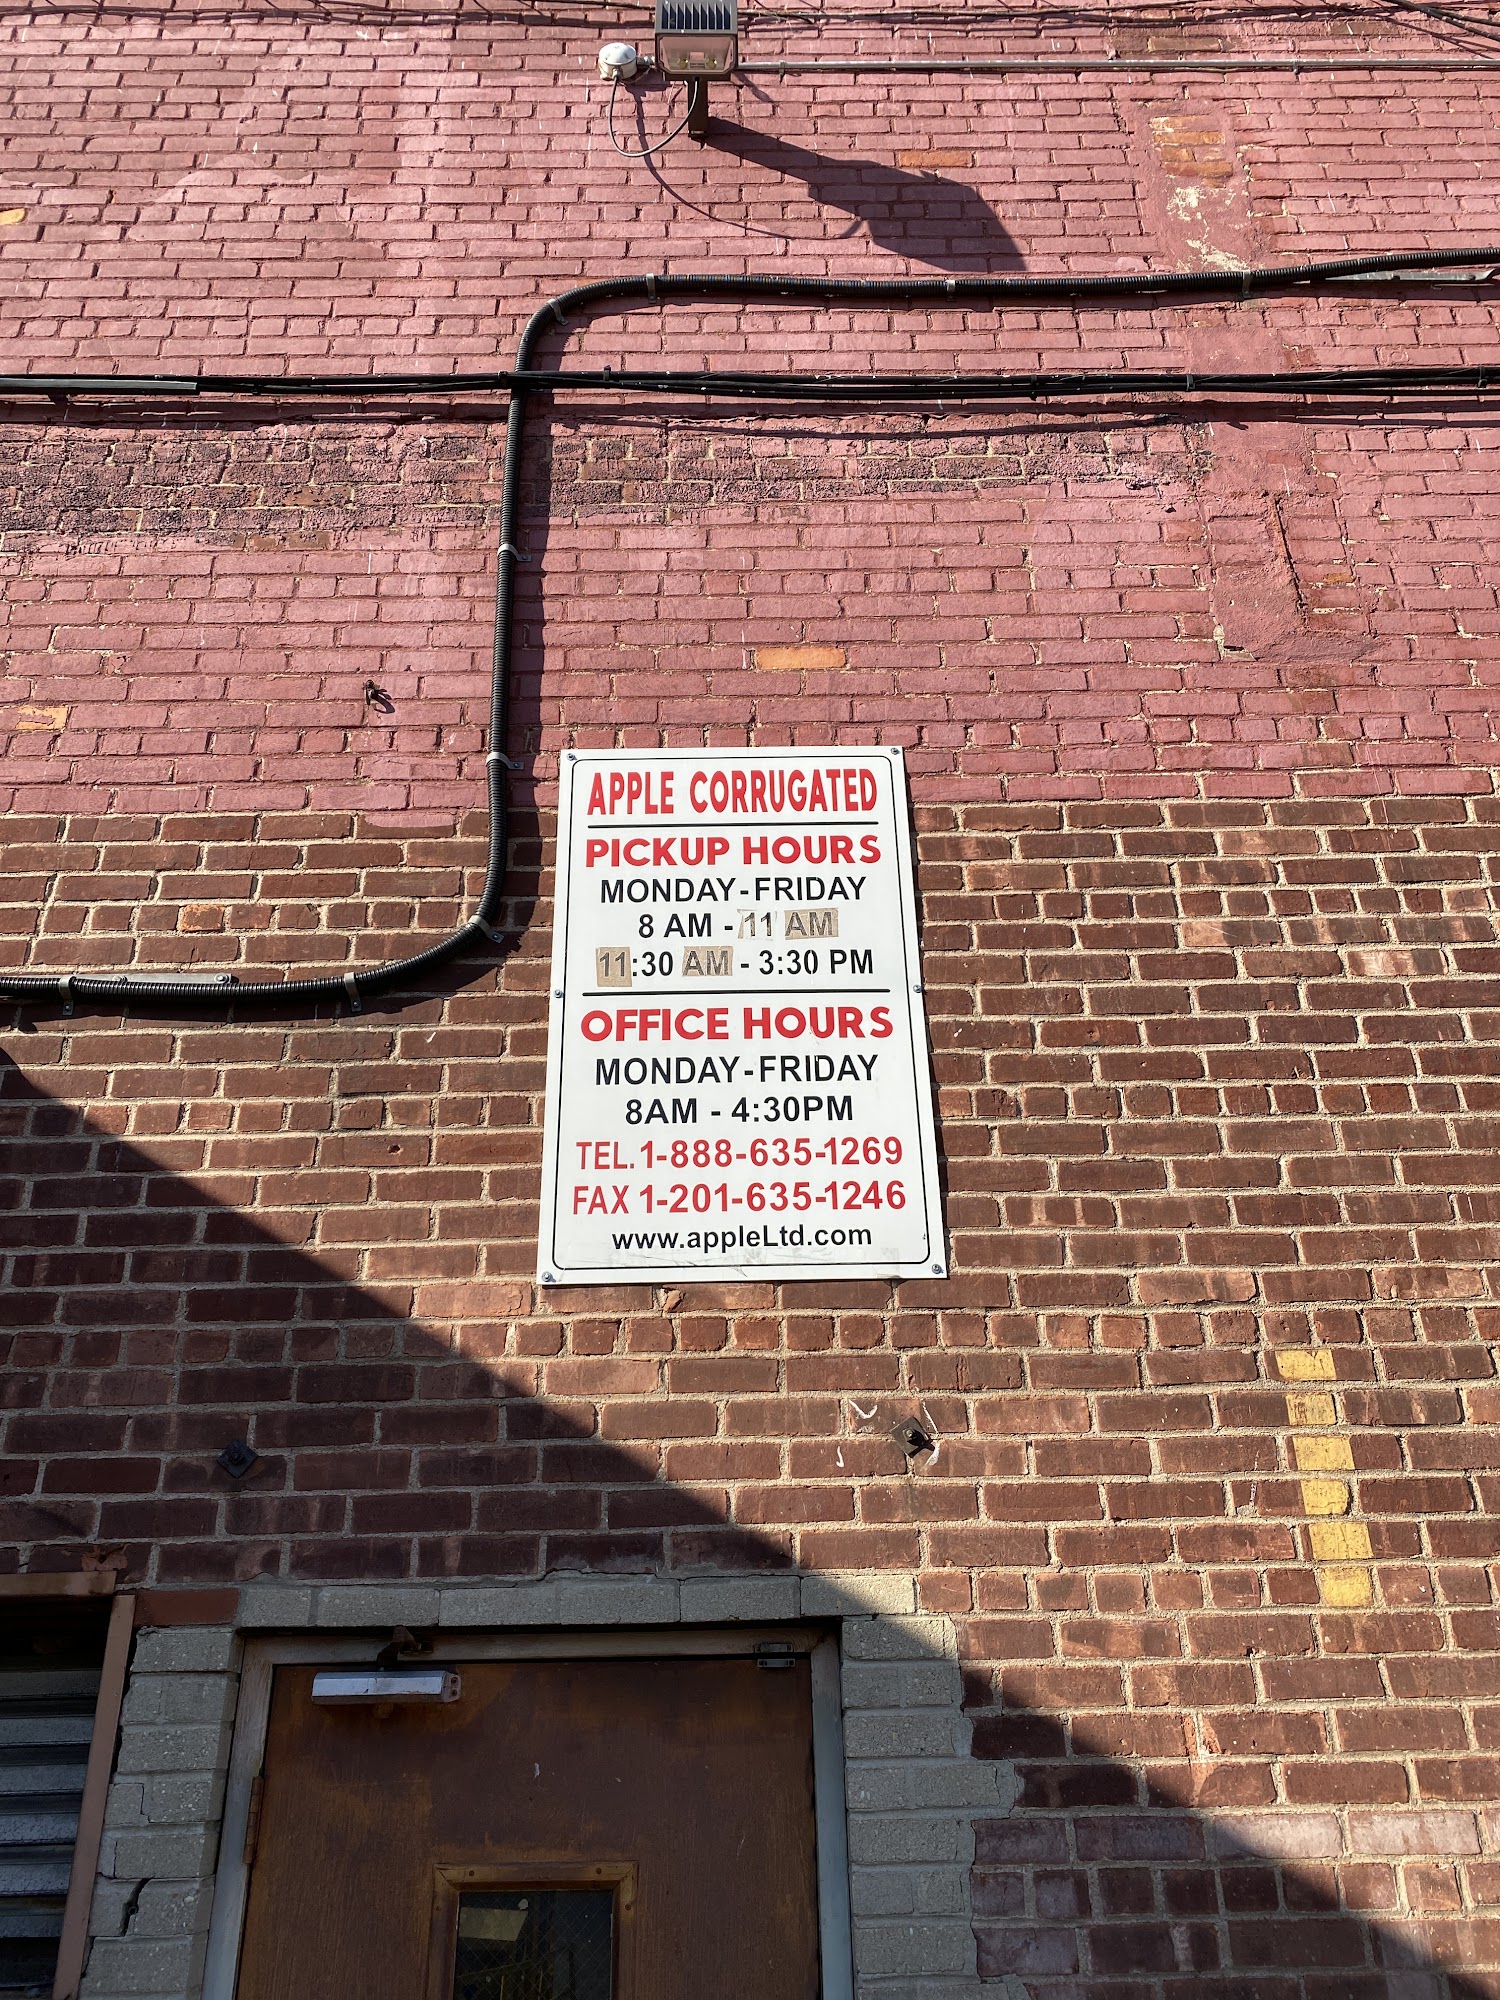 APPLE CORRUGATED
PICKUP HOURS
MONDAY-FRIDAY
8 AM - 11 AM
11:30 AM - 3:30 PM
OFFICE HOURS
MONDAY-FRIDAY
8AM - 4:30PM
TEL. 1-888-635-1269
FAX 1-201-635-1246
www.appleLtd.com